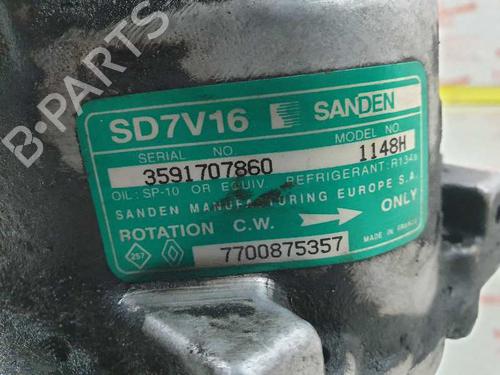 B-PARTS
SD7V16 SANDEN
SERIAL NO. MODEL NO.
3591707860 1148H
OIL: SP-10 OR EQUIV. REFRIGERANT: R134a
SANDEN MANUFACTURING EUROPE S.A.
ROTATION C.W. ONLY
257 7700875357 MADE IN FRANCE